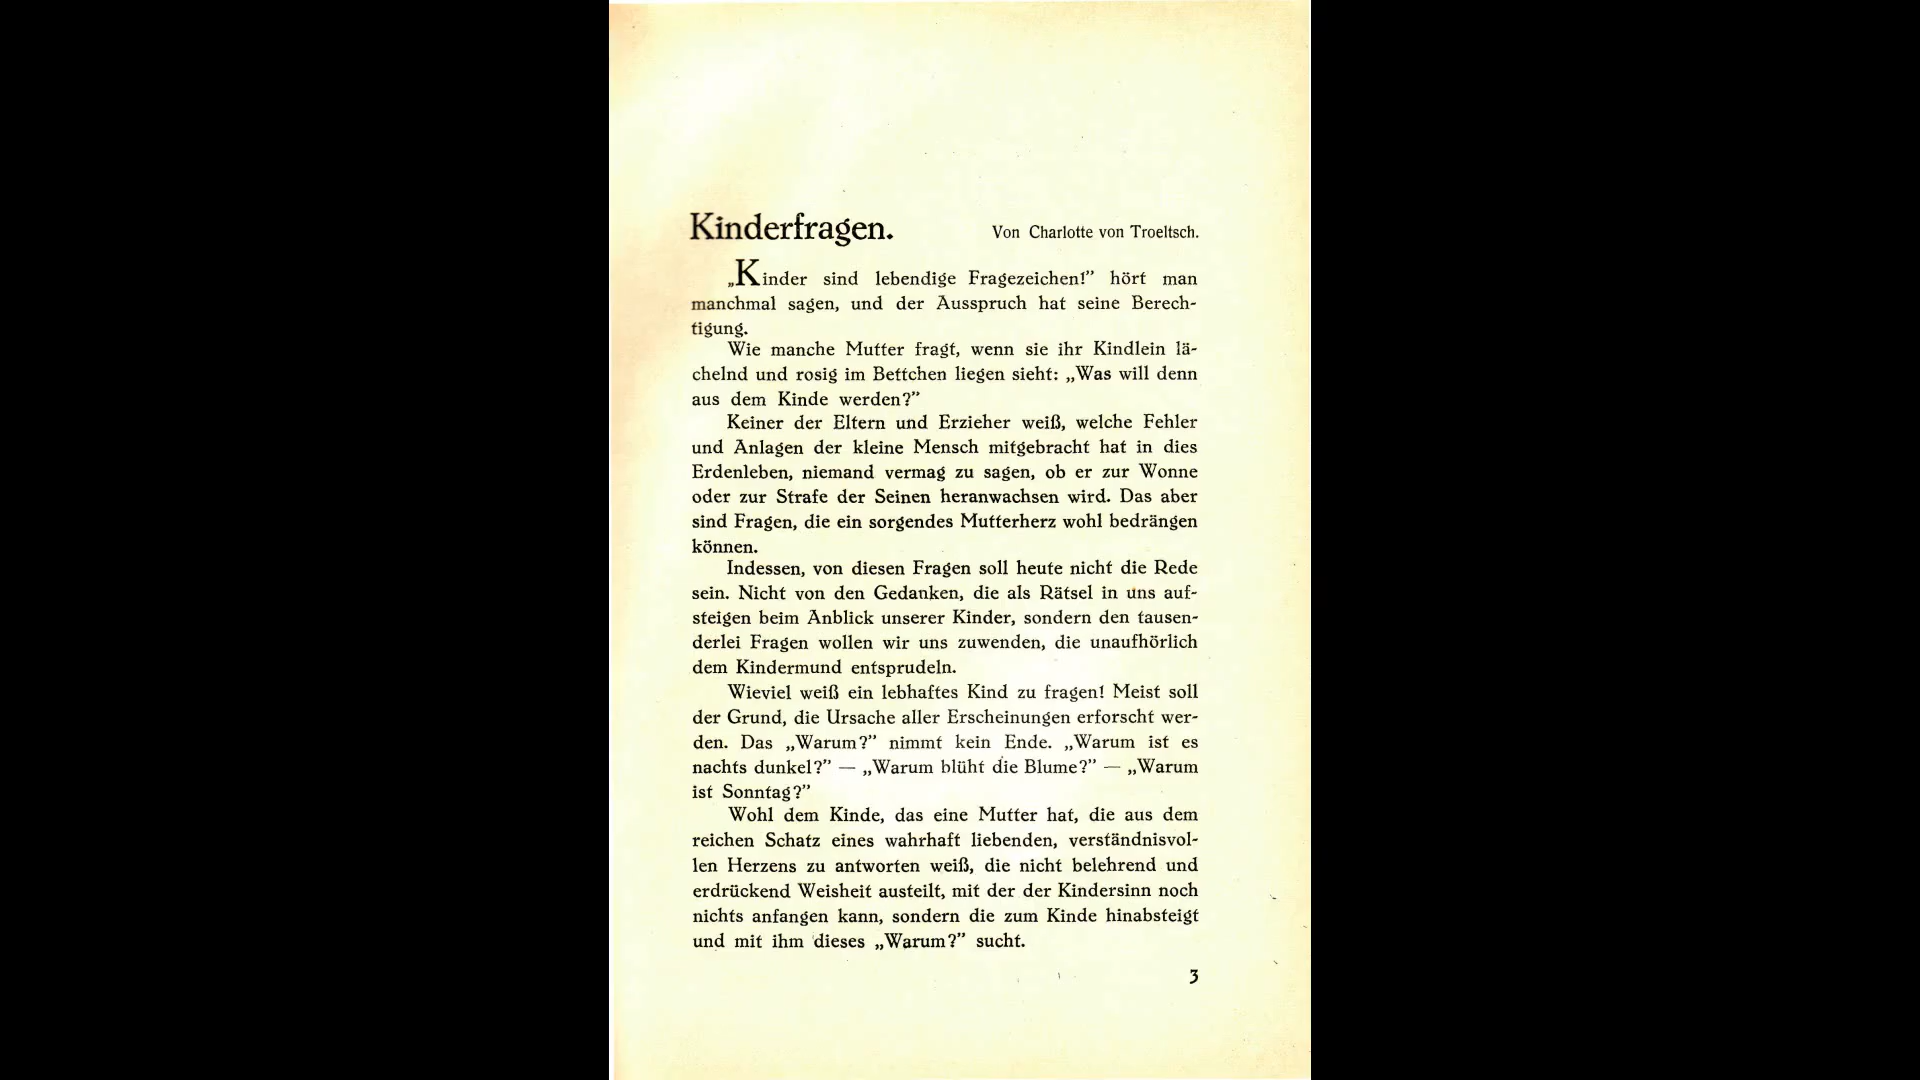 Kinderfragen. Von Charlotte von Troeltsch.
„Kinder sind lebendige Fragezeichen!” hört man
manchmal sagen, und der Ausspruch hat seine Berech-
tigung.
Wie manche Mutter fragt, wenn sie ihr Kindlein lä-
chelnd und rosig im Bettchen liegen sieht: „Was will denn
aus dem Kinde werden?”
Keiner der Eltern und Erzieher weiß, welche Fehler
und Anlagen der kleine Mensch mitgebracht hat in dies
Erdenleben, niemand vermag zu sagen, ob er zur Wonne
oder zur Strafe der Seinen heranwachsen wird. Das aber
sind Fragen, die ein sorgendes Mutterherz wohl bedrängen
können.
Indessen, von diesen Fragen soll heute nicht die Rede
sein. Nicht von den Gedanken, die als Rätsel in uns auf-
steigen beim Anblick unserer Kinder, sondern den tausen-
derlei Fragen wollen wir uns zuwenden, die unaufhörlich
dem Kindermund entsprudeln.
Wieviel weiß ein lebhaftes Kind zu fragen! Meist soll
der Grund, die Ursache aller Erscheinungen erforscht wer-
den. Das „Warum?” nimmt kein Ende. „Warum ist es
nachts dunkel?” — „Warum blüht die Blume?” — „Warum
ist Sonntag?”
Wohl dem Kinde, das eine Mutter hat, die aus dem
reichen Schatz eines wahrhaft liebenden, verständnisvol-
len Herzens zu antworten weiß, die nicht belehrend und
erdrückend Weisheit austeilt, mit der der Kindersinn noch
nichts anfangen kann, sondern die zum Kinde hinabsteigt
und mit ihm dieses „Warum?” sucht.
3